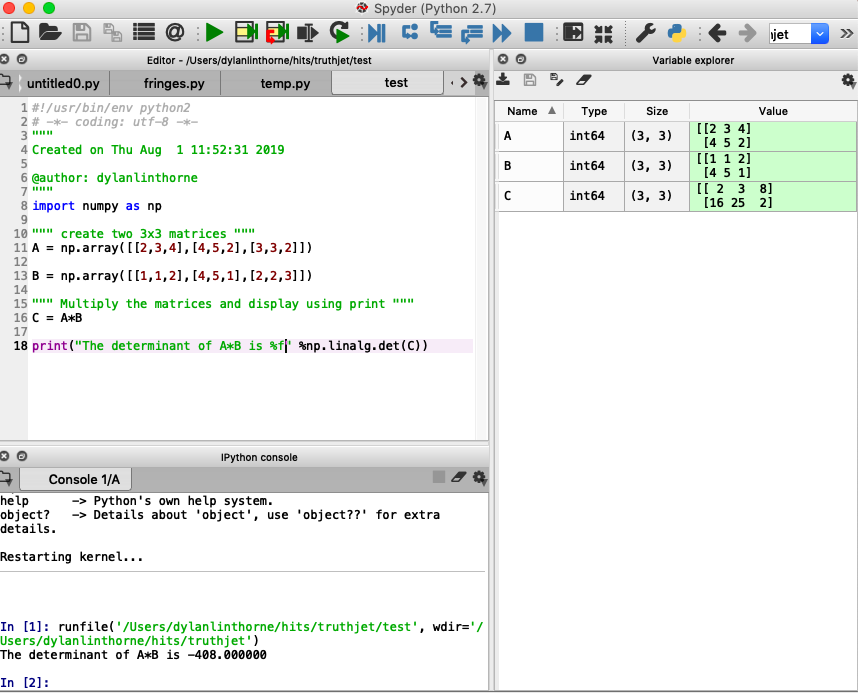 Spyder (Python 2.7)
jet
Editor - /Users/dylanlinthorne/hits/truthjet/test
untitled0.py fringes.py temp.py test
1 #!/usr/bin/env python2
2 # -*- coding: utf-8 -*-
3 """
4 Created on Thu Aug  1 11:52:31 2019
5
6 @author: dylanlinthorne
7 """
8 import numpy as np
9
10 """ create two 3x3 matrices """
11 A = np.array([[2,3,4],[4,5,2],[3,3,2]])
12
13 B = np.array([[1,1,2],[4,5,1],[2,2,3]])
14
15 """ Multiply the matrices and display using print """
16 C = A*B
17
18 print("The determinant of A*B is %f" %np.linalg.det(C))
Variable explorer
Name Type Size Value
A int64 (3, 3) [[2 3 4]
[4 5 2]
B int64 (3, 3) [[1 1 2]
[4 5 1]
C int64 (3, 3) [[ 2  3  8]
[16 25  2]
IPython console
Console 1/A
help      -> Python's own help system.
object?   -> Details about 'object', use 'object??' for extra
details.
Restarting kernel...
In [1]: runfile('/Users/dylanlinthorne/hits/truthjet/test', wdir='/
Users/dylanlinthorne/hits/truthjet')
The determinant of A*B is -408.000000
In [2]: